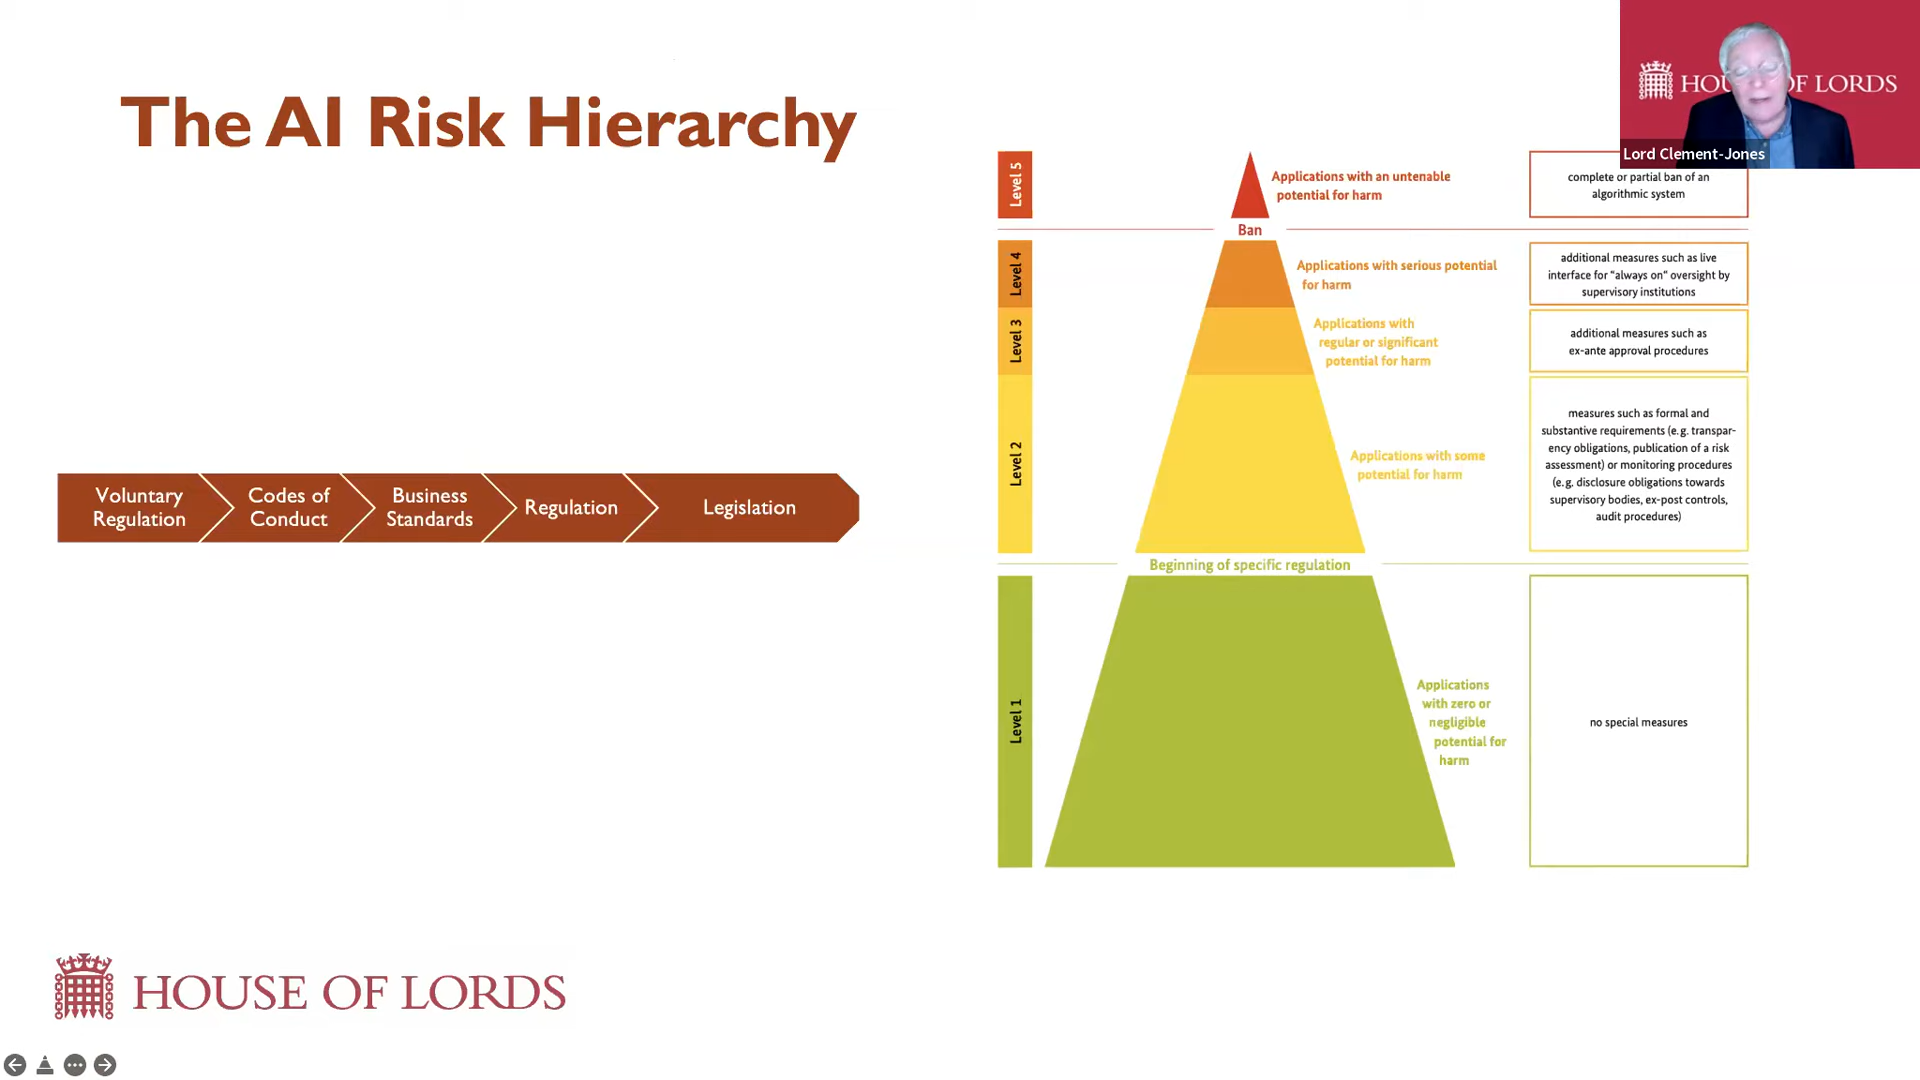 The AI Risk Hierarchy
HOUSE OF LORDS
Lord Clement-Jones
Level 5
Applications with an untenable
potential for harm
complete or partial ban of an
algorithmic system
Ban
Level 4
Applications with serious potential
for harm
additional measures such as live
interface for "always on" oversight by
supervisory institutions
Level 3
Applications with
regular or significant
potential for harm
additional measures such as
ex-ante approval procedures
Level 2
Applications with some
potential for harm
measures such as formal and
substantive requirements (e.g. transpar-
ency obligations, publication of a risk
assessment) or monitoring procedures
(e.g. disclosure obligations towards
supervisory bodies, ex-post controls,
audit procedures)
Voluntary
Regulation
Codes of
Conduct
Business
Standards
Regulation
Legislation
Beginning of specific regulation
Level 1
Applications
with zero or
negligible
potential for
harm
no special measures
HOUSE OF LORDS